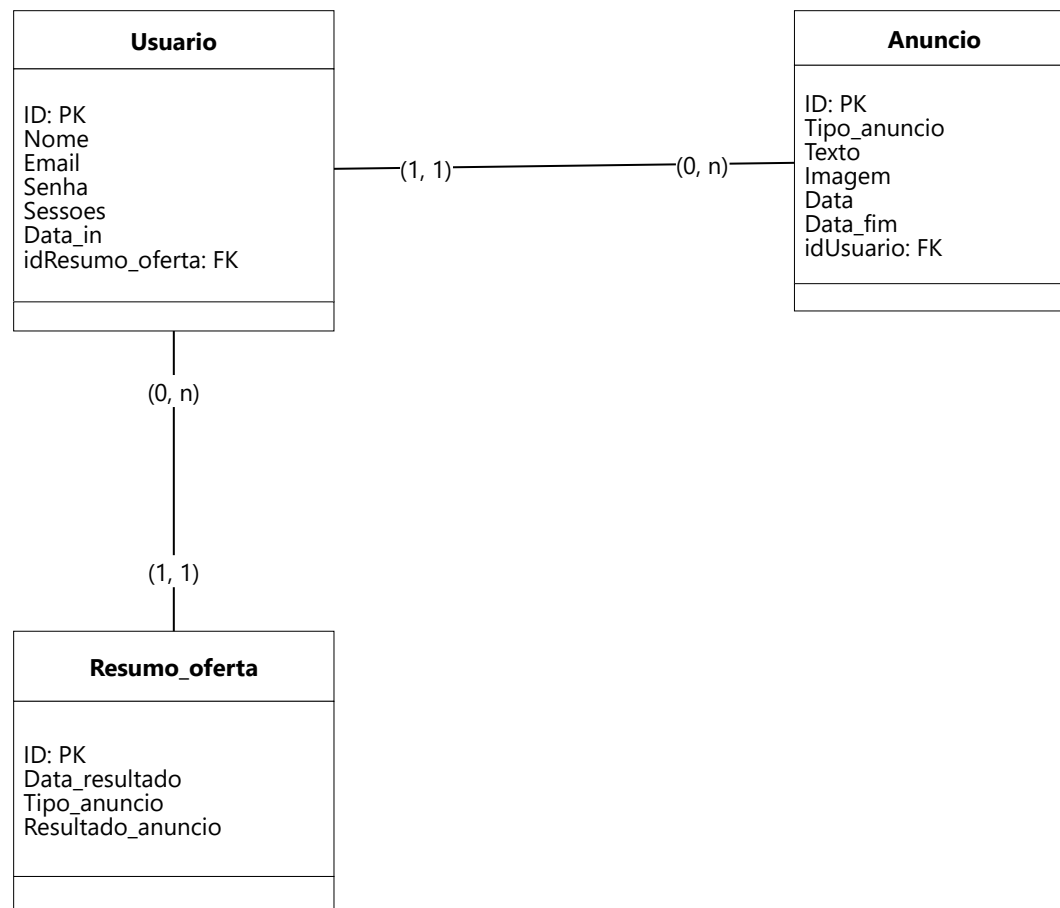 Usuario
ID: PK
Nome
Email
Senha
Sessoes
Data_in
idResumo_oferta: FK
(1, 1)
(0, n)
Anuncio
ID: PK
Tipo_anuncio
Texto
Imagem
Data
Data_fim
idUsuario: FK
(0, n)
(1, 1)
Resumo_oferta
ID: PK
Data_resultado
Tipo_anuncio
Resultado_anuncio